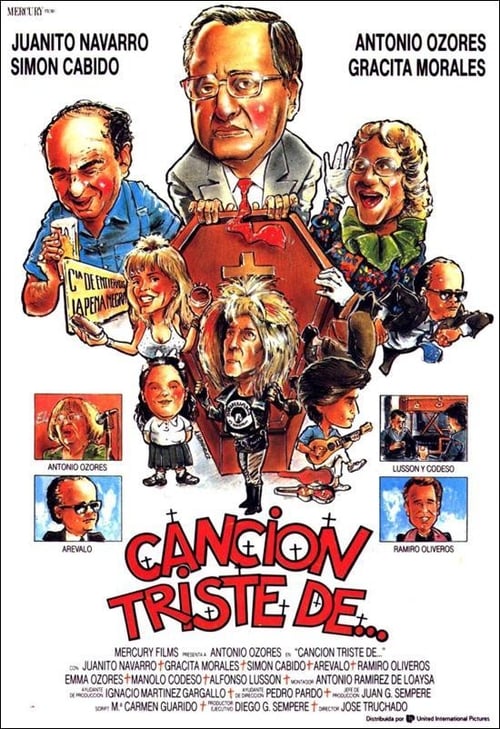 MERCURY FILMS
JUANITO NAVARRO
SIMON CABIDO
ANTONIO OZORES
GRACITA MORALES
Cia DE ENTIERROS
LA PENA NEGRA
ANTONIO OZORES
AREVALO
LUSSON Y CODESO
RAMIRO OLIVEROS
CANCION
TRISTE DE...
MERCURY FILMS PRESENTA A ANTONIO OZORES EN "CANCION TRISTE DE..."
CON JUANITO NAVARRO † GRACITA MORALES † SIMON CABIDO † AREVALO † RAMIRO OLIVEROS
EMMA OZORES † MANOLO CODESO † ALFONSO LUSSON † MONTADOR ANTONIO RAMIREZ DE LOAYSA
AYUDANTE DE PRODUCCION IGNACIO MARTINEZ GARGALLO † AYUDANTE DE DIRECCION PEDRO PARDO † JEFE DE PRODUCCION JUAN G. SEMPERE
SCRIPT Mª CARMEN GUARIDO † PRODUCTOR EJECUTIVO DIEGO G. SEMPERE † DIRECTOR JOSE TRUCHADO
Distribuida por United International Pictures